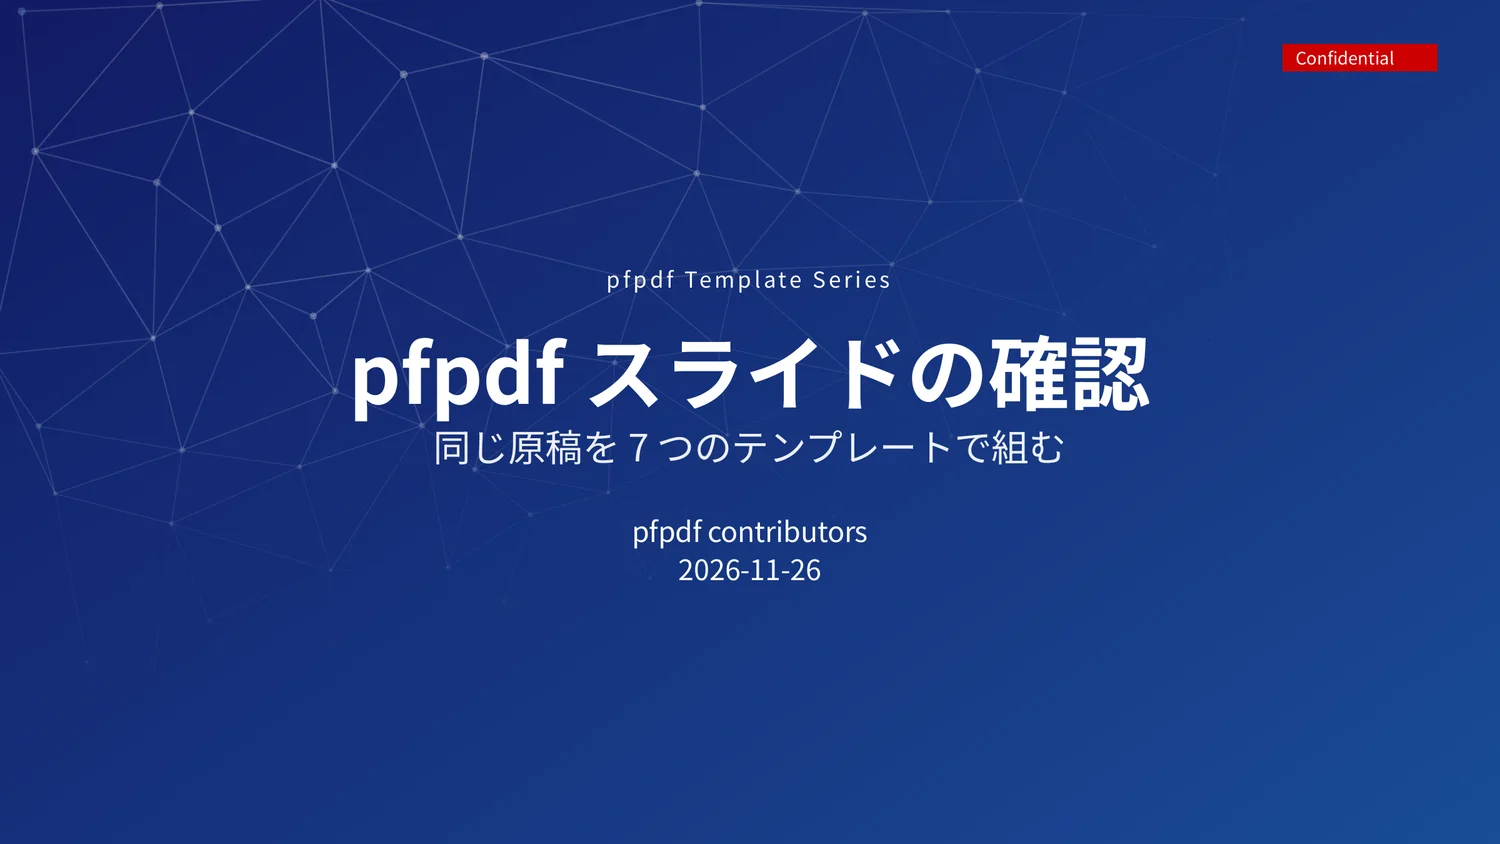 Confidential
pfpdf Template Series
pfpdf スライドの確認
同じ原稿を 7 つのテンプレートで組む
pfpdf contributors
2026-11-26